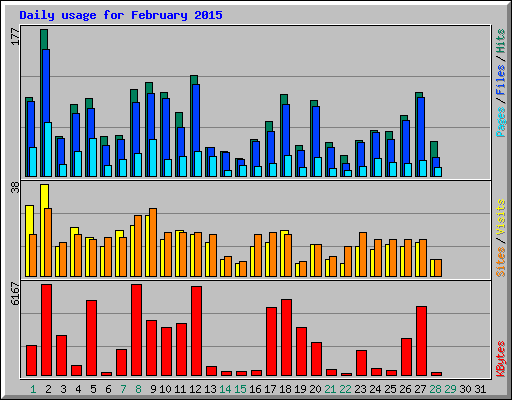 Daily usage for February 2015
177
Pages / Files / Hits
38
Sites / Visits
6167
KBytes
1 2 3 4 5 6 7 8 9 10 11 12 13 14 15 16 17 18 19 20 21 22 23 24 25 26 27 28 29 30 31